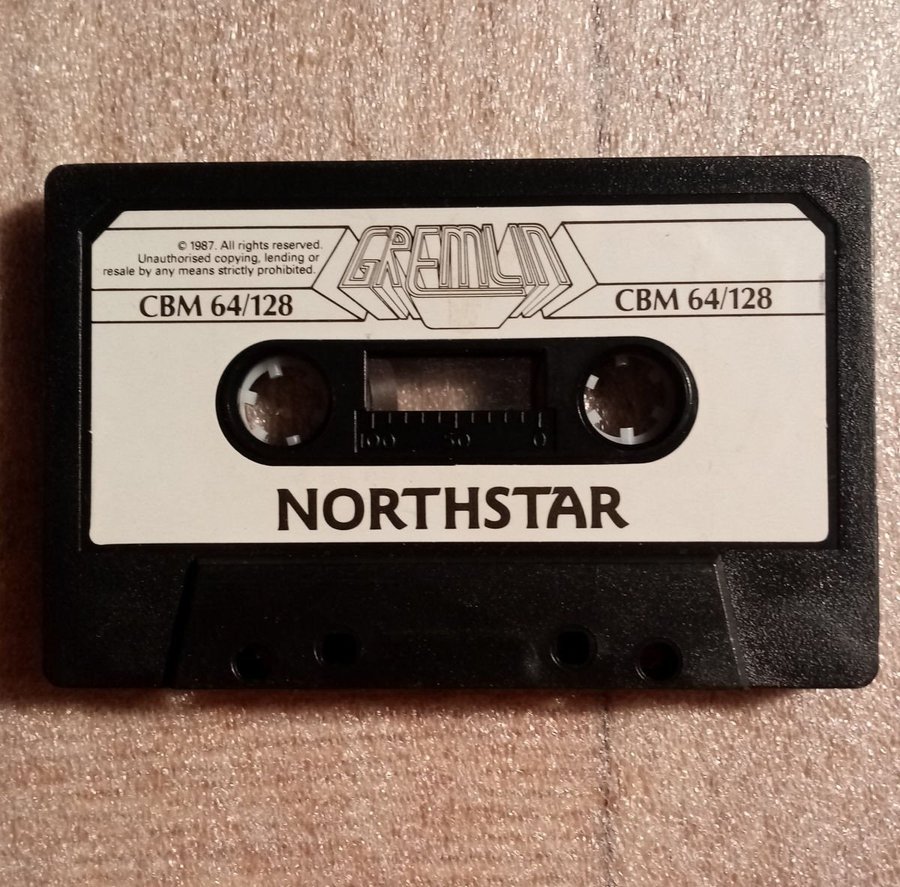 © 1987. All rights reserved.
Unauthorised copying, lending or
resale by any means strictly prohibited.
GREMLIN
CBM 64/128
CBM 64/128
100 50 0
NORTHSTAR